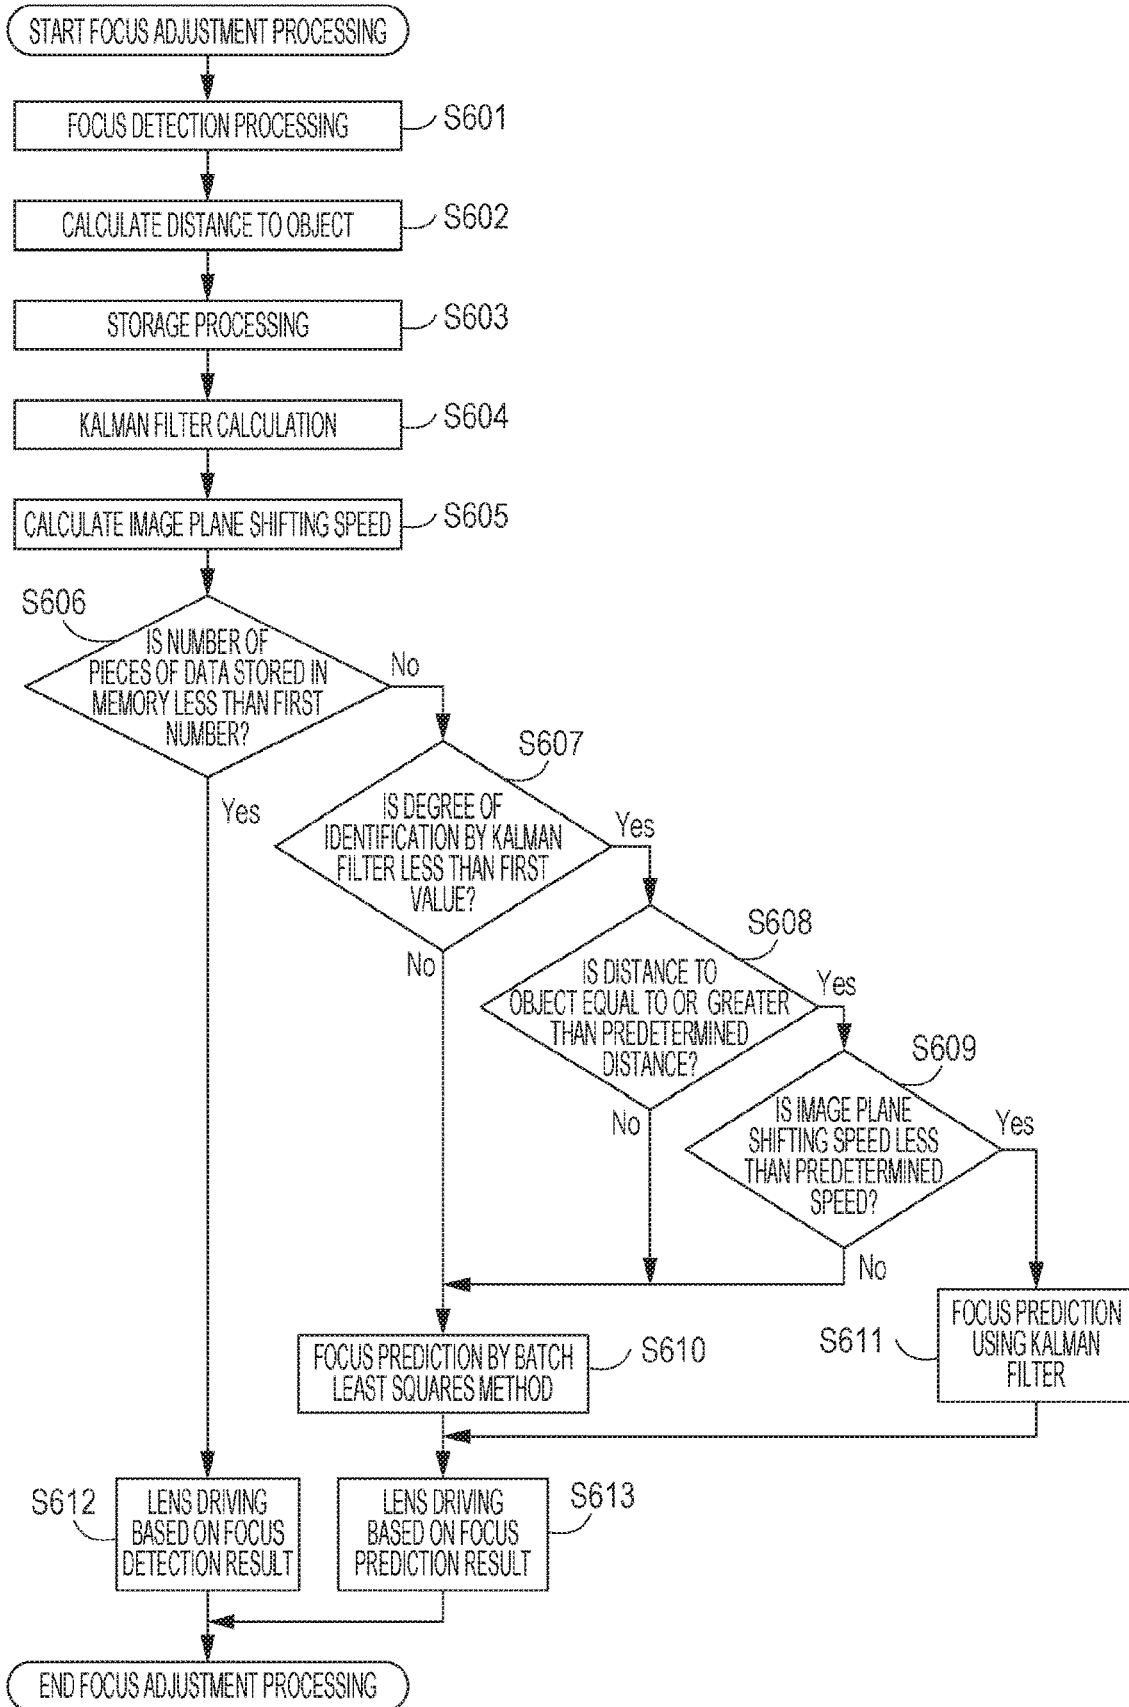 START FOCUS ADJUSTMENT PROCESSING
FOCUS DETECTION PROCESSING
S601
CALCULATE DISTANCE TO OBJECT
S602
STORAGE PROCESSING
S603
KALMAN FILTER CALCULATION
S604
CALCULATE IMAGE PLANE SHIFTING SPEED
S605
S606
IS NUMBER OF
PIECES OF DATA STORED IN
MEMORY LESS THAN FIRST
NUMBER?
No
Yes
S607
IS DEGREE OF
IDENTIFICATION BY KALMAN
FILTER LESS THAN FIRST
VALUE?
Yes
No
S608
IS DISTANCE TO
OBJECT EQUAL TO OR GREATER
THAN PREDETERMINED
DISTANCE?
Yes
No
S609
IS IMAGE PLANE
SHIFTING SPEED LESS
THAN PREDETERMINED
SPEED?
Yes
No
FOCUS PREDICTION BY BATCH
LEAST SQUARES METHOD
S610
S611
FOCUS PREDICTION
USING KALMAN
FILTER
S612
LENS DRIVING
BASED ON FOCUS
DETECTION RESULT
LENS DRIVING
BASED ON FOCUS
PREDICTION RESULT
S613
END FOCUS ADJUSTMENT PROCESSING